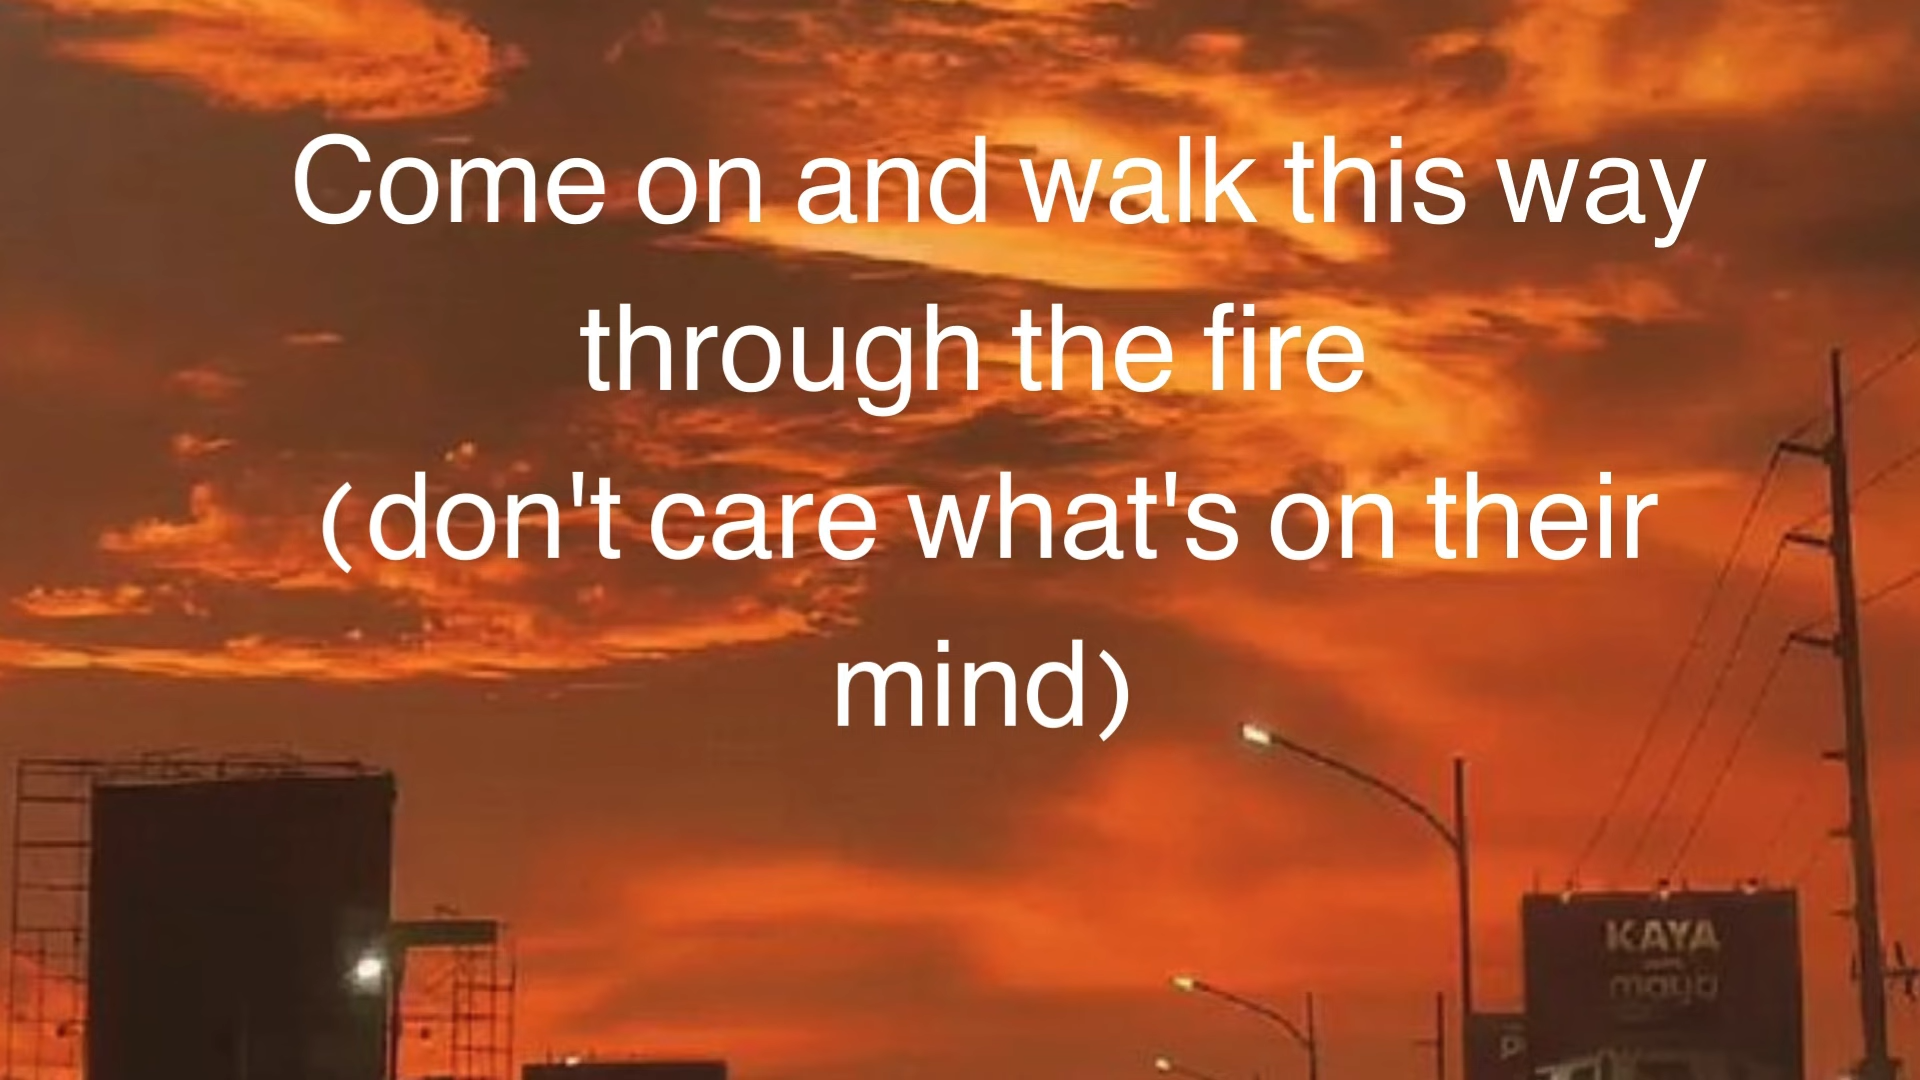 Come on and walk this way
through the fire
(don't care what's on their
mind)
KAYA
maya
P